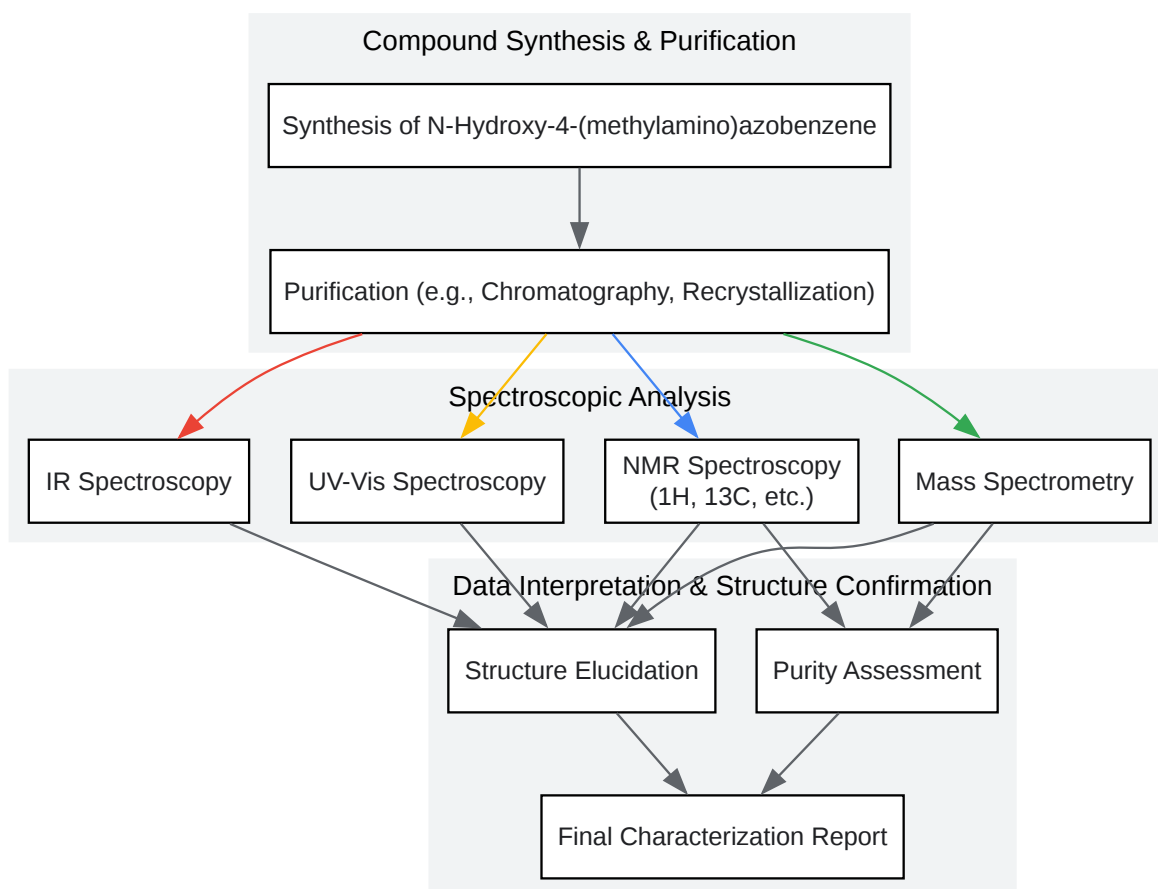 Compound Synthesis & Purification
Synthesis of N-Hydroxy-4-(methylamino)azobenzene
Purification (e.g., Chromatography, Recrystallization)
Spectroscopic Analysis
IR Spectroscopy
UV-Vis Spectroscopy
NMR Spectroscopy
(1H, 13C, etc.)
Mass Spectrometry
Data Interpretation & Structure Confirmation
Structure Elucidation
Purity Assessment
Final Characterization Report